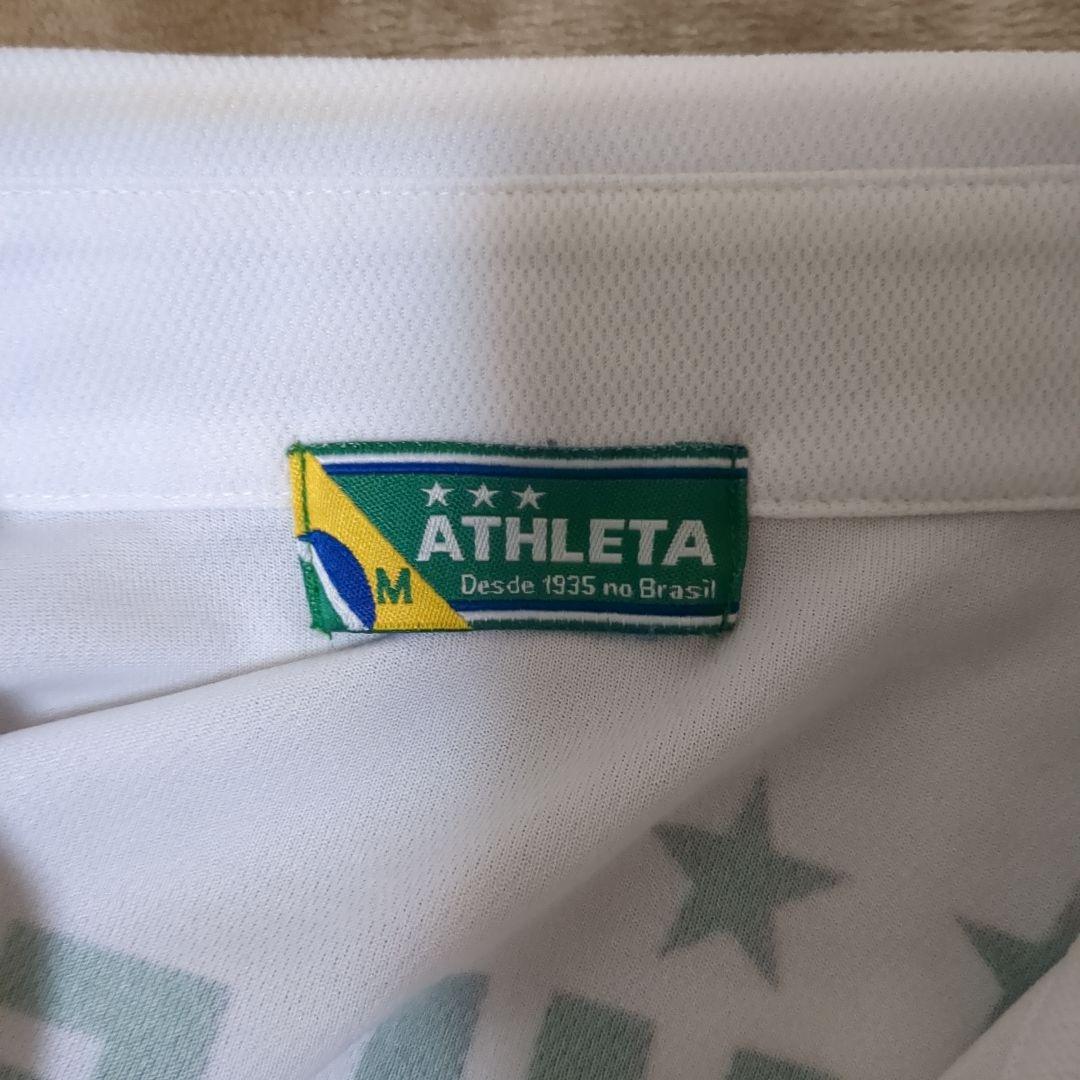 ATHLETA
M
Desde 1935 no Brasil